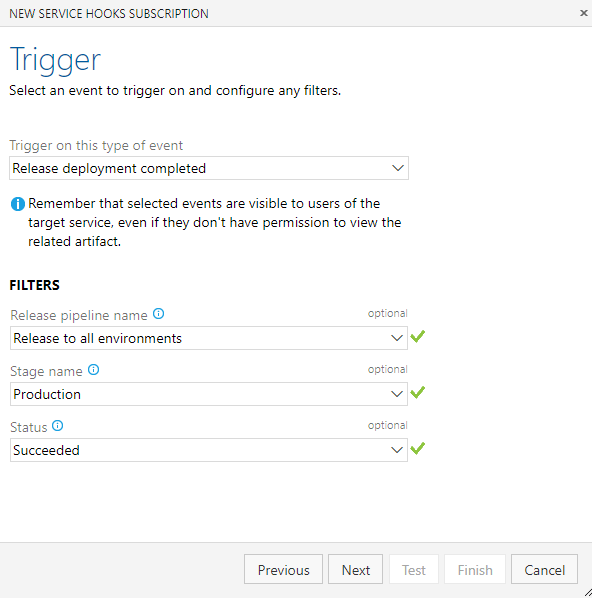 NEW SERVICE HOOKS SUBSCRIPTION
Trigger
Select an event to trigger on and configure any filters.
Trigger on this type of event
Release deployment completed
Remember that selected events are visible to users of the
target service, even if they don't have permission to view the
related artifact.
FILTERS
Release pipeline name optional
Release to all environments
Stage name optional
Production
Status optional
Succeeded
Previous Next Test Finish Cancel